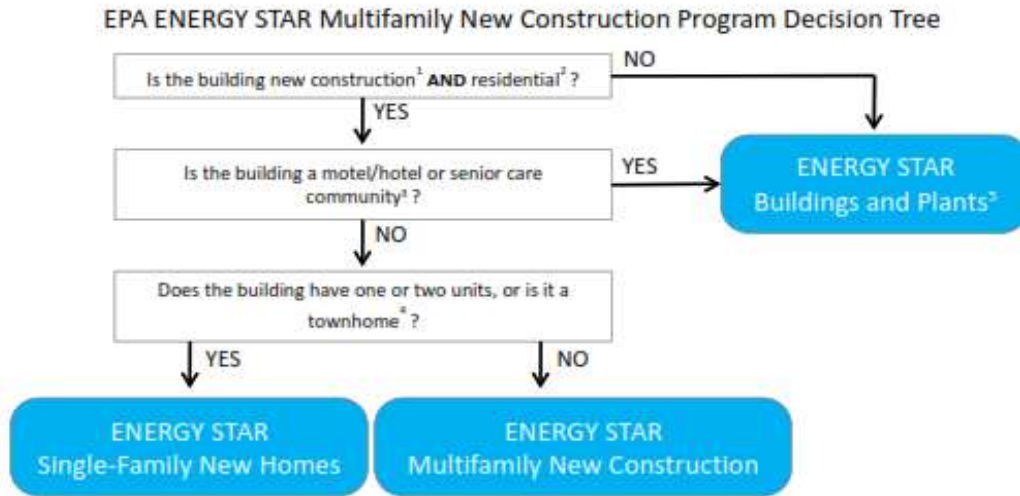 EPA ENERGY STAR Multifamily New Construction Program Decision Tree
Is the building new construction¹ AND residential² ?
NO
YES
Is the building a motel/hotel or senior care
community³ ?
YES
ENERGY STAR
Buildings and Plants⁵
NO
Does the building have one or two units, or is it a
townhome⁴ ?
YES
NO
ENERGY STAR
Single-Family New Homes
ENERGY STAR
Multifamily New Construction